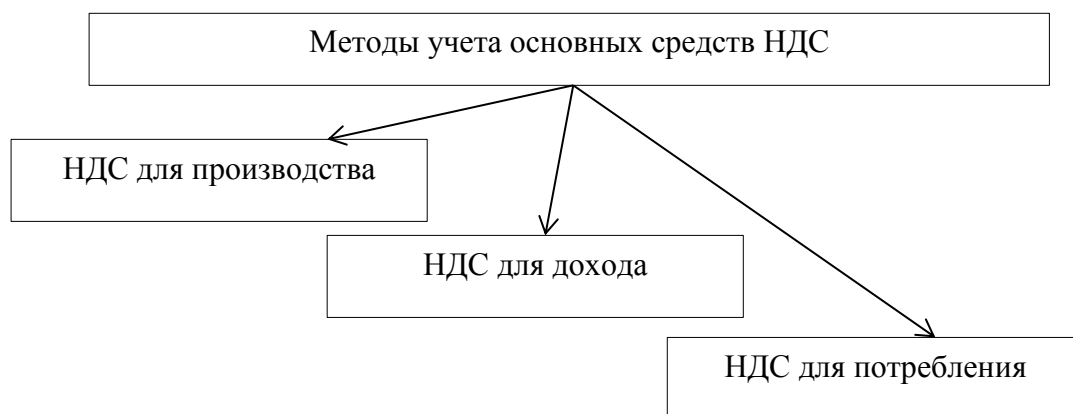 Методы учета основных средств НДС
НДС для производства
НДС для дохода
НДС для потребления